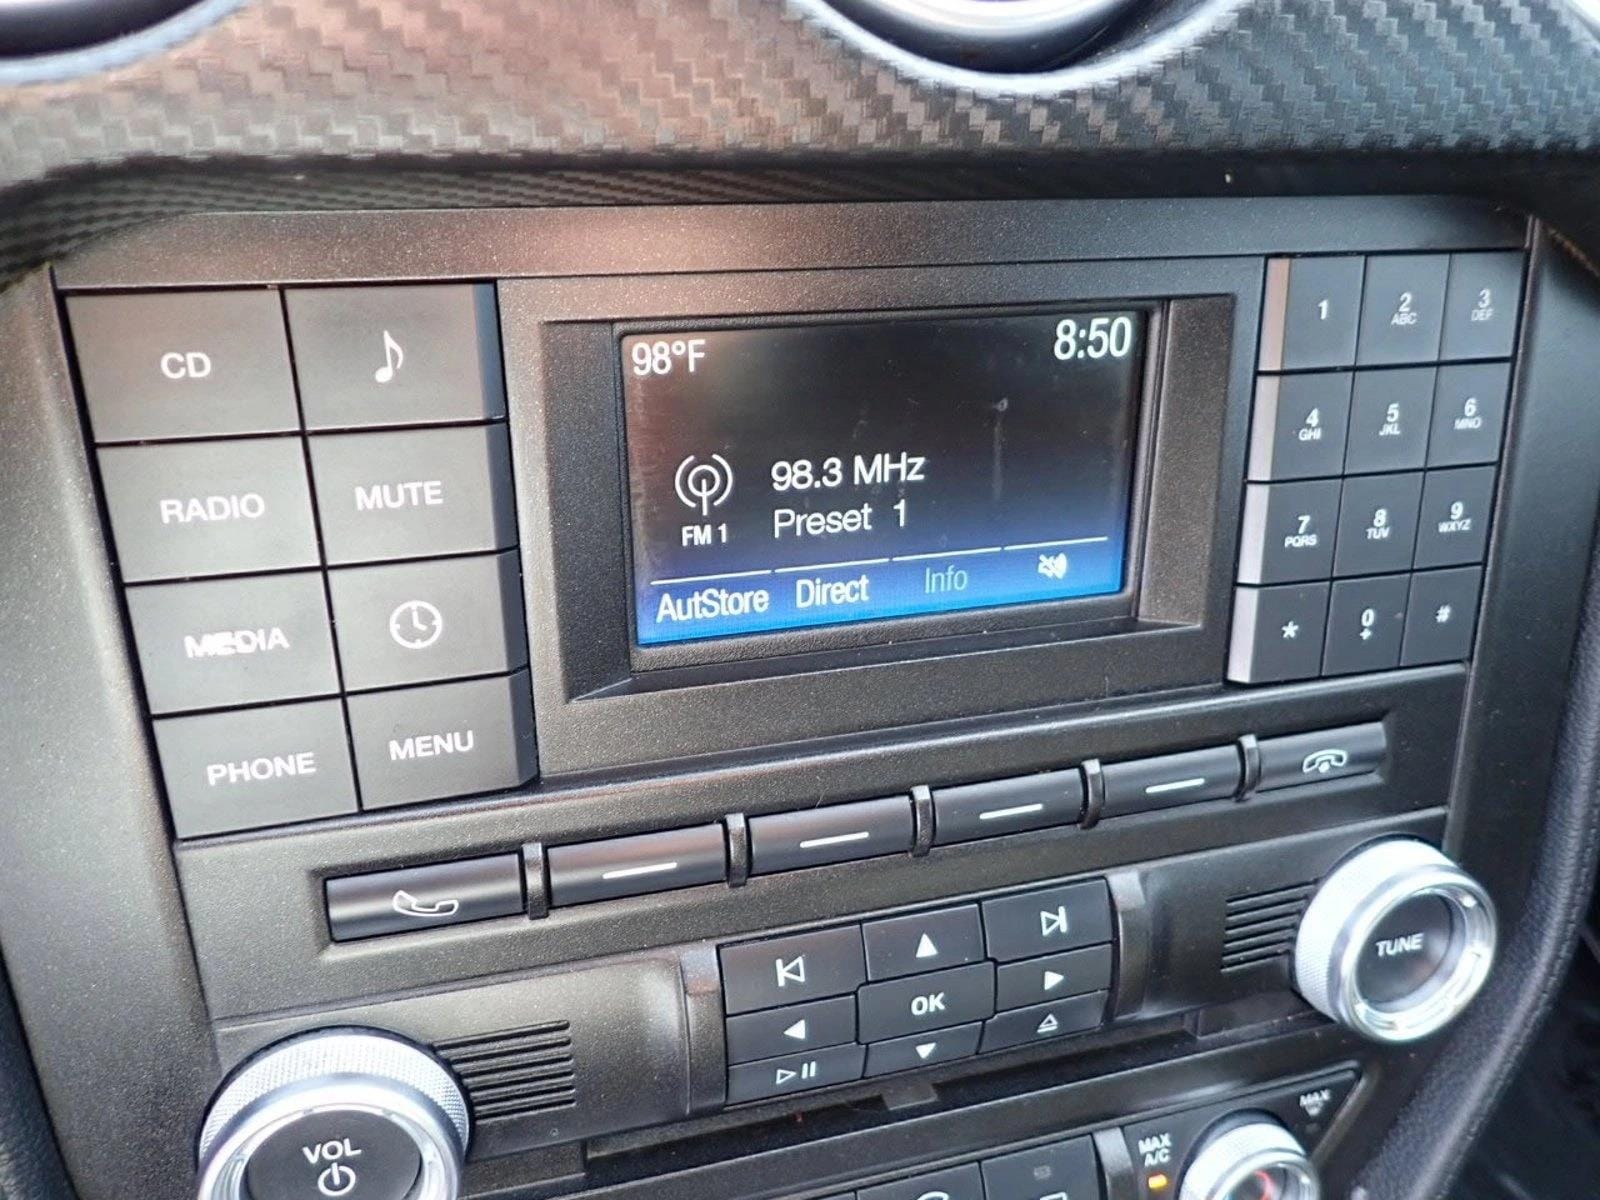 98°F 8:50
98.3 MHz
FM 1 Preset 1
AutStore Direct Info
CD
RADIO MUTE
MEDIA
PHONE MENU
1 2 ABC 3 DEF
4 GHI 5 JKL 6 MNO
7 PQRS 8 TUV 9 WXYZ
* 0 + #
OK
TUNE
VOL
MAX A/C
MAX